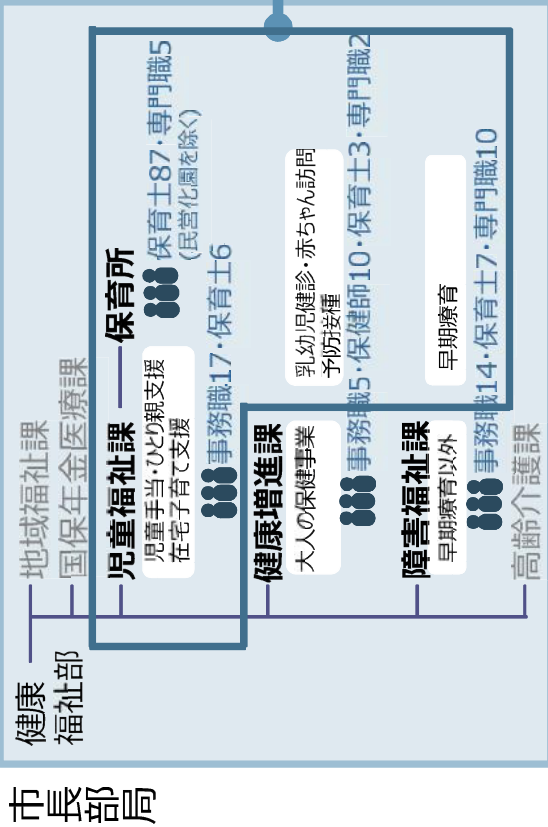 市長部局
健康
福祉部
地域福祉課
国保年金医療課
児童福祉課
児童手当・ひとり親支援
在宅子育て支援
事務職17・保育士6
保育所
保育士87・専門職5
(民営化園を除く)
健康増進課
大人の保健事業
乳幼児健診・赤ちゃん訪問
予防接種
事務職5・保健師10・保育士3・専門職2
障害福祉課
早期療育以外
早期療育
事務職14・保育士7・専門職10
高齢介護課